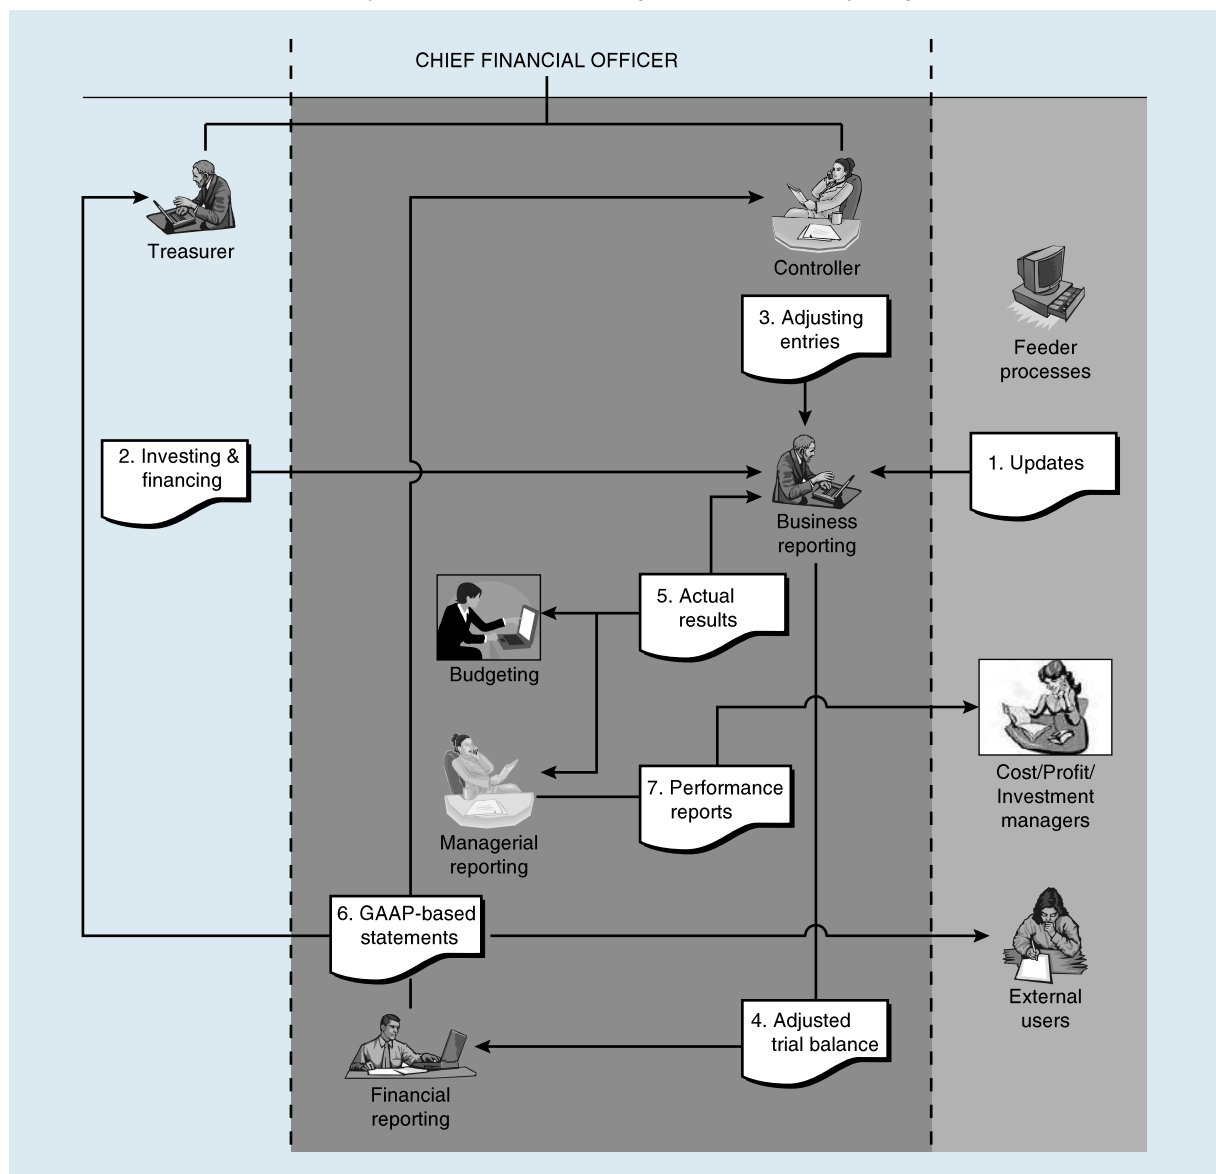 CHIEF FINANCIAL OFFICER
Treasurer
Controller
3. Adjusting
entries
Feeder
processes
2. Investing &
financing
1. Updates
Business
reporting
5. Actual
results
Budgeting
7. Performance
reports
Cost/Profit/
Investment
managers
Managerial
reporting
6. GAAP-based
statements
External
users
4. Adjusted
trial balance
Financial
reporting